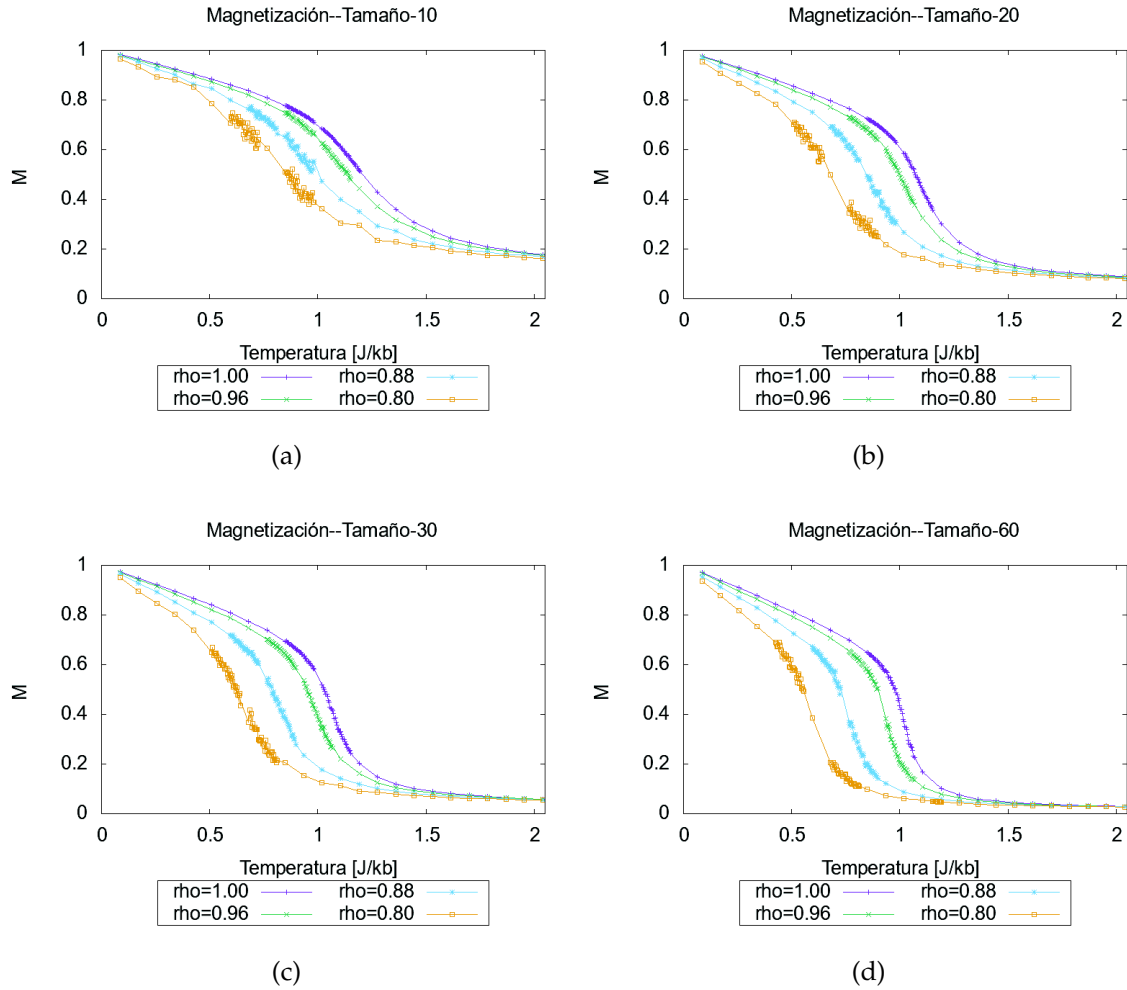 Magnetización--Tamaño-10
1
0.8
0.6
0.4
0.2
0
M
0 0.5 1 1.5 2
Temperatura [J/kb]
rho=1.00 rho=0.88
rho=0.96 rho=0.80
(a)
Magnetización--Tamaño-20
1
0.8
0.6
0.4
0.2
0
M
0 0.5 1 1.5 2
Temperatura [J/kb]
rho=1.00 rho=0.88
rho=0.96 rho=0.80
(b)
Magnetización--Tamaño-30
1
0.8
0.6
0.4
0.2
0
M
0 0.5 1 1.5 2
Temperatura [J/kb]
rho=1.00 rho=0.88
rho=0.96 rho=0.80
(c)
Magnetización--Tamaño-60
1
0.8
0.6
0.4
0.2
0
M
0 0.5 1 1.5 2
Temperatura [J/kb]
rho=1.00 rho=0.88
rho=0.96 rho=0.80
(d)